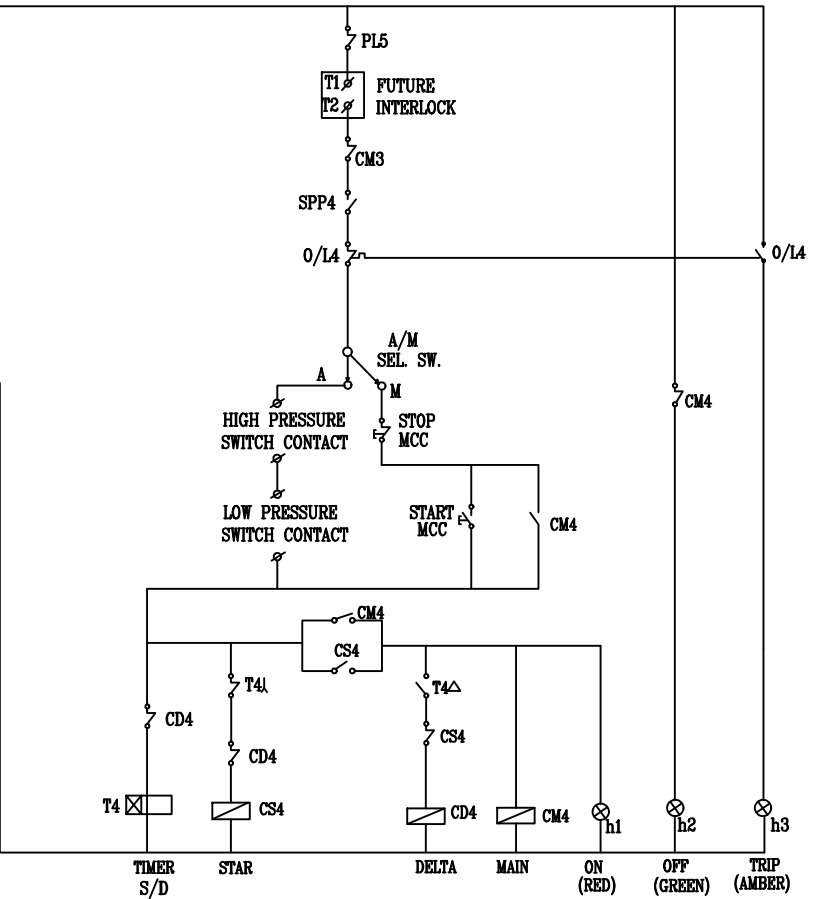 PL5
T1
FUTURE
T2
INTERLOCK
CM3
SPP4
O/L4
O/L4
A/M
SEL. SW.
A
M
CM4
HIGH PRESSURE
SWITCH CONTACT
STOP
MCC
LOW PRESSURE
SWITCH CONTACT
START
MCC
CM4
CM4
CS4
T4
T4
CD4
CD4
CS4
T4
CS4
CD4
CM4
h1
h2
h3
TIMER
S/D
STAR
DELTA
MAIN
ON
(RED)
OFF
(GREEN)
TRIP
(AMBER)